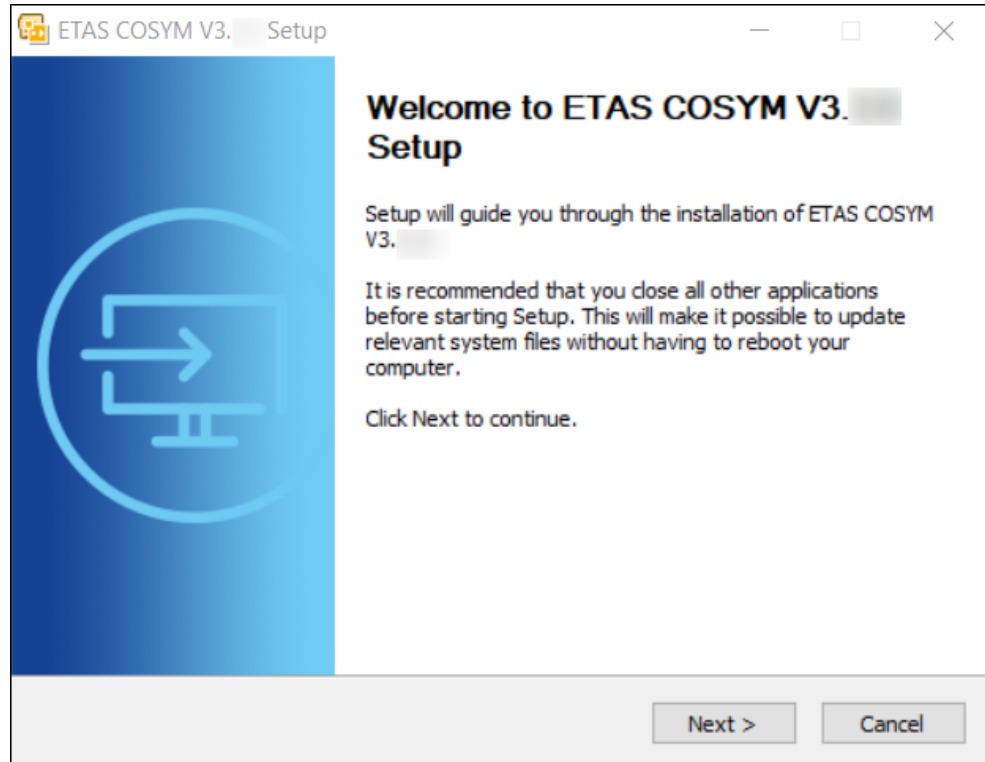 ETAS COSYM V3. Setup
Welcome to ETAS COSYM V3.
Setup
Setup will guide you through the installation of ETAS COSYM
V3.
It is recommended that you close all other applications
before starting Setup. This will make it possible to update
relevant system files without having to reboot your
computer.
Click Next to continue.
Next >
Cancel